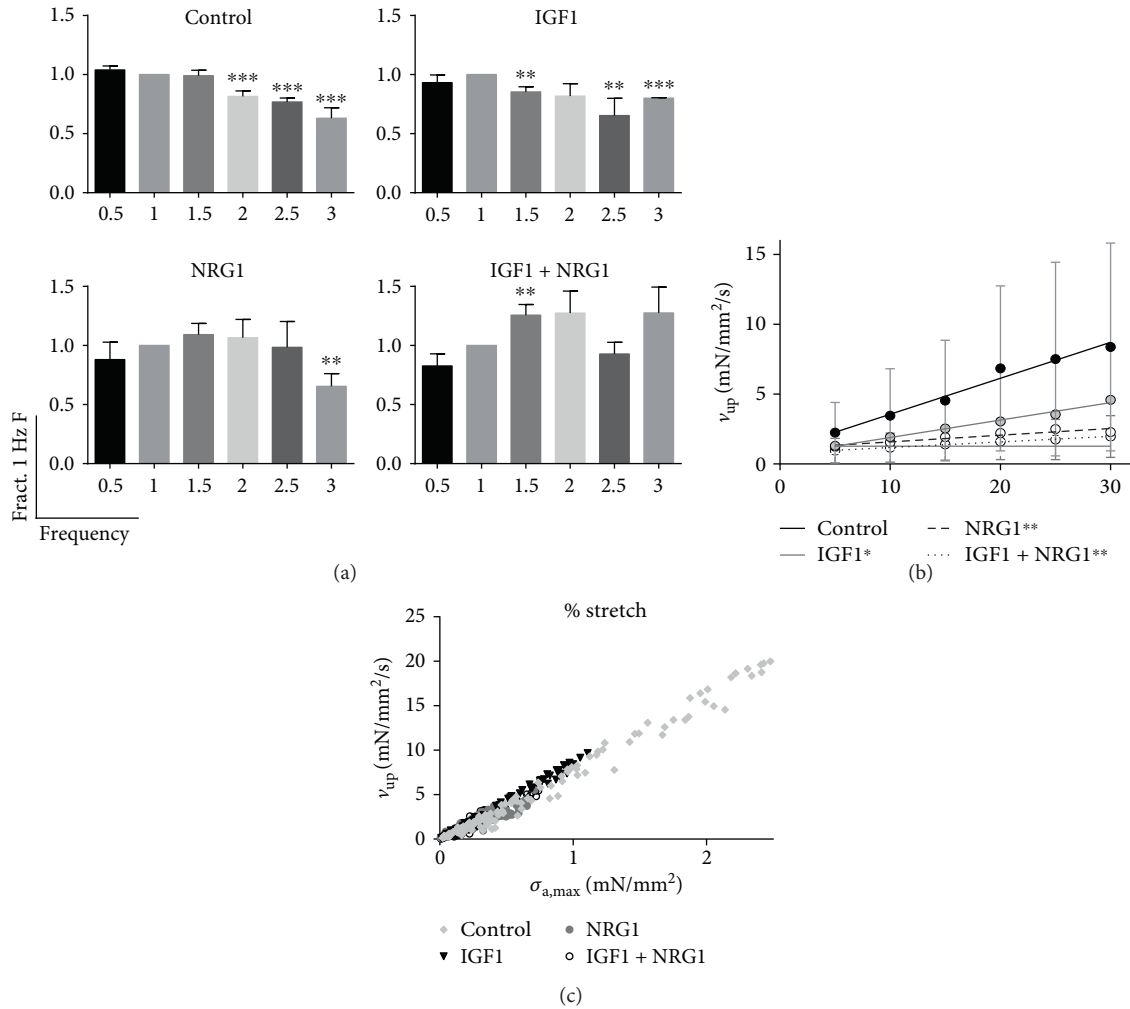 Control
1.5
1.0
0.5
0.0
*** *** ***
0.5 1 1.5 2 2.5 3
IGF1
1.5
1.0
0.5
0.0
** ** ***
0.5 1 1.5 2 2.5 3
NRG1
1.5
1.0
0.5
0.0
**
0.5 1 1.5 2 2.5 3
IGF1 + NRG1
1.5
1.0
0.5
0.0
**
0.5 1 1.5 2 2.5 3
Fract. 1 Hz F
Frequency
(a)
νup (mN/mm²/s)
15
10
5
0
0 10 20 30
Control
IGF1*
NRG1**
IGF1 + NRG1**
(b)
% stretch
νup (mN/mm²/s)
25
20
15
10
5
0
0 1 2
σa,max (mN/mm²)
Control
IGF1
NRG1
IGF1 + NRG1
(c)